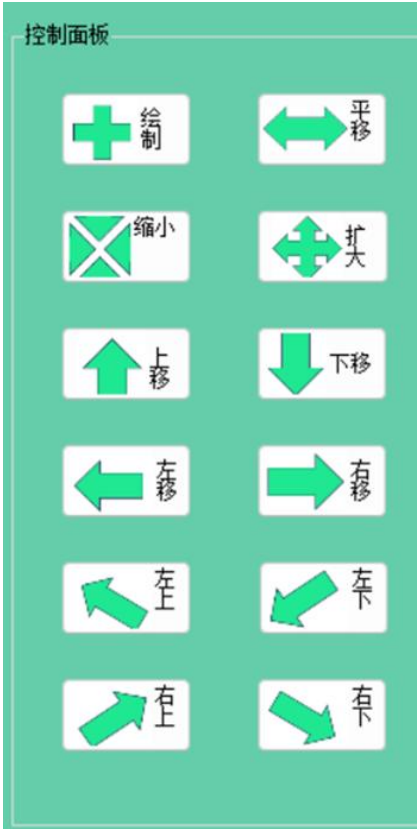 控制面板
绘制
平移
缩小
扩大
上移
下移
左移
右移
左上
左下
右上
右下